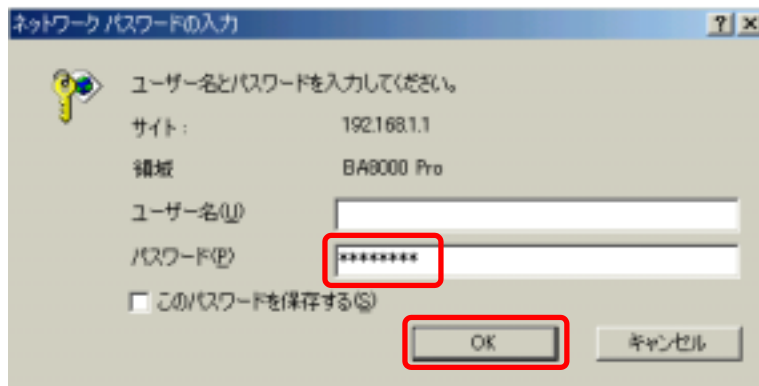 ネットワーク パスワードの入力
ユーザー名とパスワードを入力してください。
サイト: 192.168.1.1
領域 BA8000 Pro
ユーザー名(U)
パスワード(P) ********
このパスワードを保存する(S)
OK キャンセル